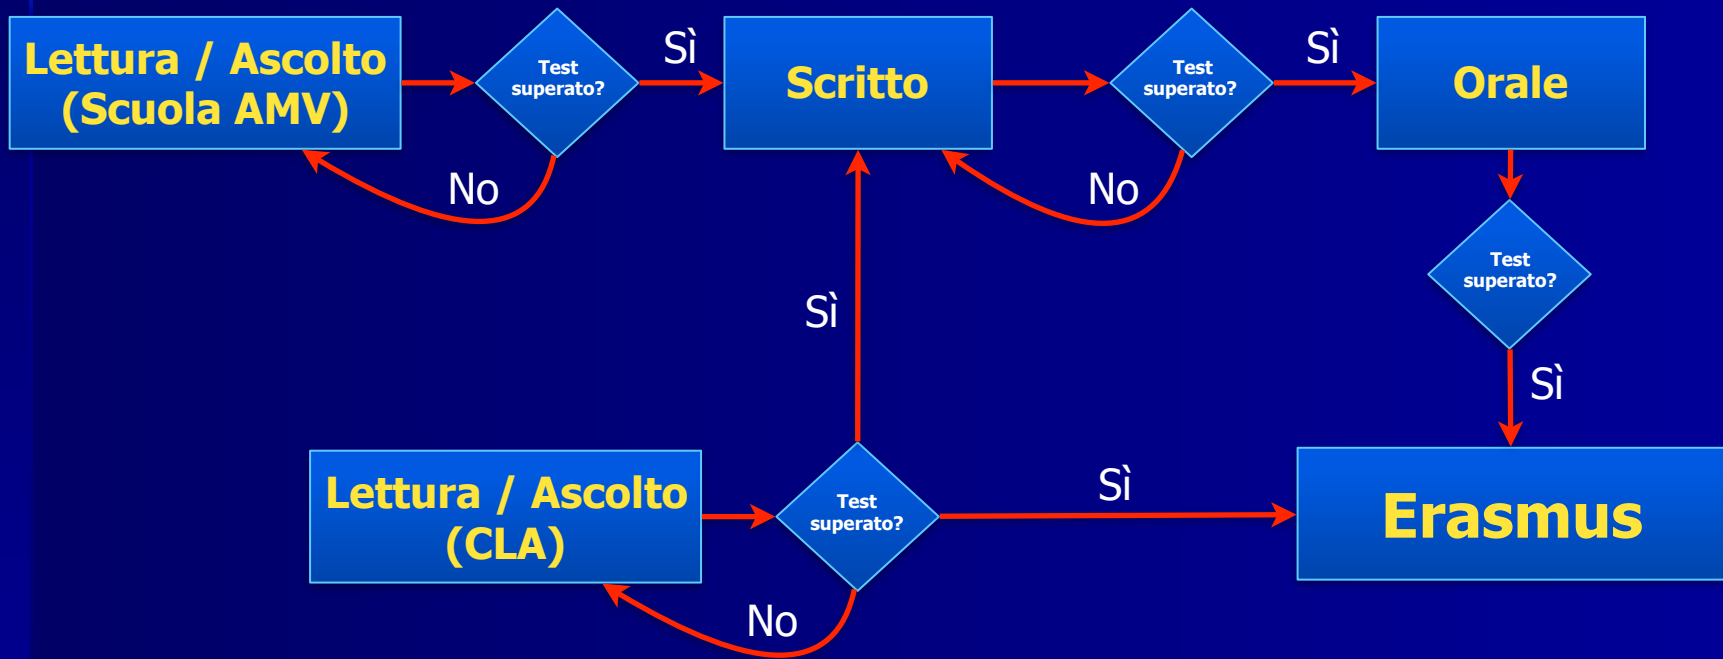 Lettura / Ascolto
(Scuola AMV)
Test
superato?
Sì
No
Scritto
Test
superato?
Sì
No
Orale
Test
superato?
Sì
Sì
Lettura / Ascolto
(CLA)
Test
superato?
No
Sì
Erasmus